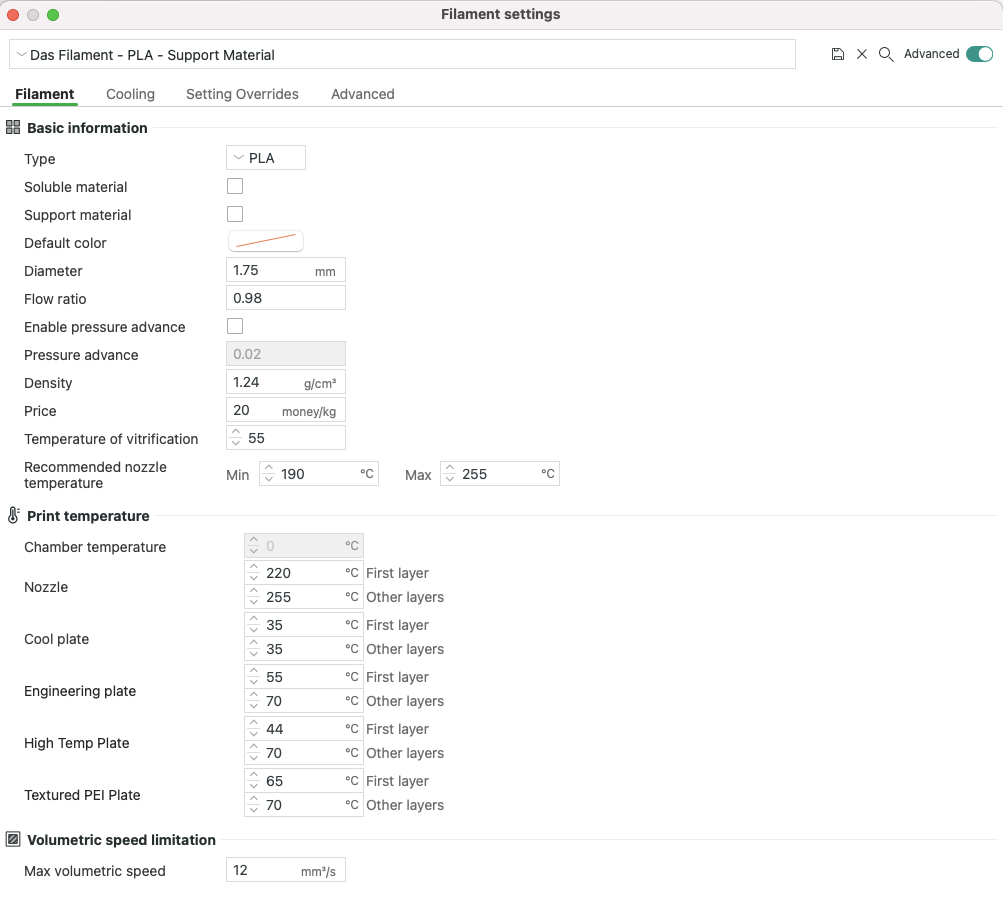 Filament settings
Das Filament - PLA - Support Material
Advanced
Filament Cooling Setting Overrides Advanced
Basic information
Type PLA
Soluble material
Support material
Default color
Diameter 1.75 mm
Flow ratio 0.98
Enable pressure advance
Pressure advance 0.02
Density 1.24 g/cm³
Price 20 money/kg
Temperature of vitrification 55
Recommended nozzle
temperature Min 190 °C Max 255 °C
Print temperature
Chamber temperature 0 °C
Nozzle
220 °C First layer
255 °C Other layers
Cool plate
35 °C First layer
35 °C Other layers
Engineering plate
55 °C First layer
70 °C Other layers
High Temp Plate
44 °C First layer
70 °C Other layers
Textured PEI Plate
65 °C First layer
70 °C Other layers
Volumetric speed limitation
Max volumetric speed 12 mm³/s